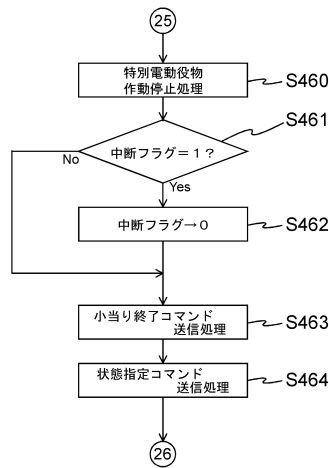 25
特別電動役物
作動停止処理
S460
中断フラグ=1?
S461
No
Yes
中断フラグ→0
S462
小当り終了コマンド
送信処理
S463
状態指定コマンド
送信処理
S464
26